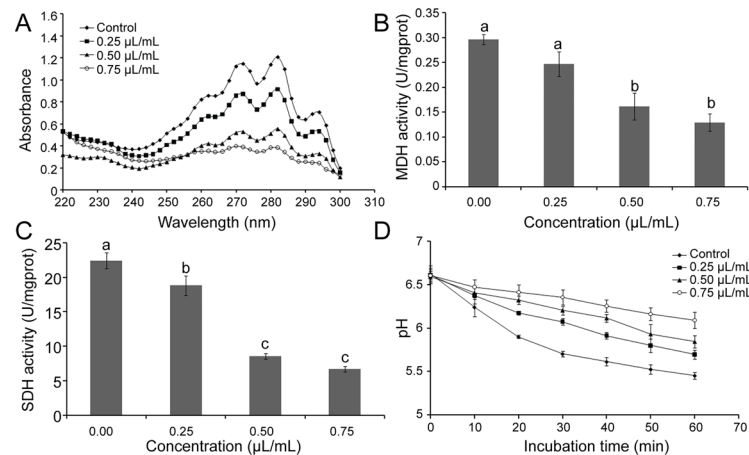 A
Control
0.25 μL/mL
0.50 μL/mL
0.75 μL/mL
Absorbance
1.6
1.4
1.2
1.0
0.8
0.6
0.4
0.2
0
220 230 240 250 260 270 280 290 300 310
Wavelength (nm)
B
MDH activity (U/mgprot)
0.35
0.30
0.25
0.20
0.15
0.10
0.05
0.00
a
a
b
b
0.00 0.25 0.50 0.75
Concentration (μL/mL)
C
SDH activity (U/mgprot)
25
20
15
10
5
0
a
b
c
c
0.00 0.25 0.50 0.75
Concentration (μL/mL)
D
pH
7
6.5
6
5.5
5
Control
0.25 μL/mL
0.50 μL/mL
0.75 μL/mL
0 10 20 30 40 50 60 70
Incubation time (min)